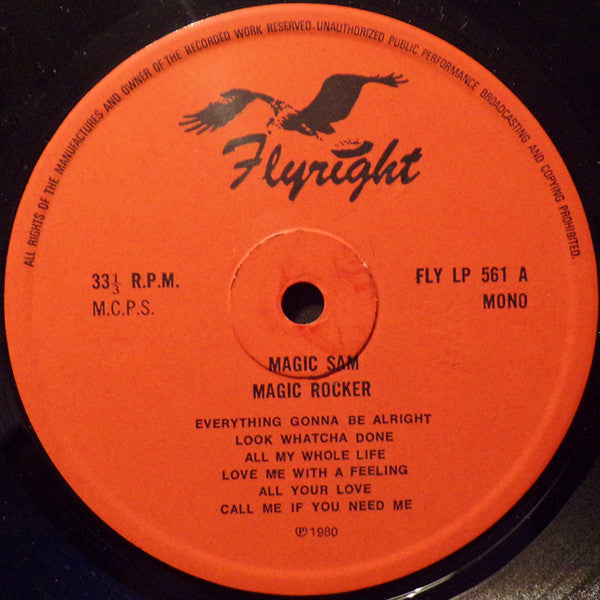 ALL RIGHTS OF THE MANUFACTURES AND OWNER OF THE RECORDED WORK RESERVED. UNAUTHORIZED PUBLIC PERFORMANCE BROADCASTING AND COPYING PROHIBITED.
Flyright
33⅓ R.P.M.
M.C.P.S.
FLY LP 561 A
MONO
MAGIC SAM
MAGIC ROCKER
EVERYTHING GONNA BE ALRIGHT
LOOK WHATCHA DONE
ALL MY WHOLE LIFE
LOVE ME WITH A FEELING
ALL YOUR LOVE
CALL ME IF YOU NEED ME
℗ 1980